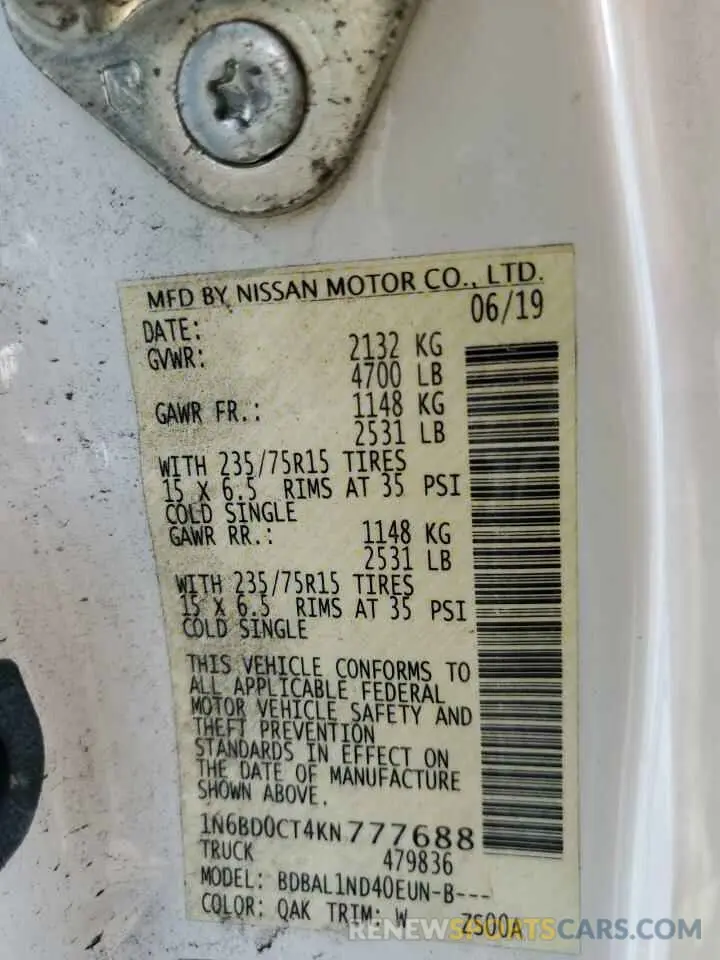 MFD BY NISSAN MOTOR CO., LTD.
DATE: 06/19
GVWR: 2132 KG
4700 LB
GAWR FR.: 1148 KG
2531 LB
WITH 235/75R15 TIRES
15 X 6.5 RIMS AT 35 PSI
COLD SINGLE
GAWR RR.: 1148 KG
2531 LB
WITH 235/75R15 TIRES
15 X 6.5 RIMS AT 35 PSI
COLD SINGLE
THIS VEHICLE CONFORMS TO
ALL APPLICABLE FEDERAL
MOTOR VEHICLE SAFETY AND
THEFT PREVENTION
STANDARDS IN EFFECT ON
THE DATE OF MANUFACTURE
SHOWN ABOVE.
1N6BD0CT4KN777688
TRUCK 479836
MODEL: BDBAL1ND40EUN-B---
COLOR: QAK TRIM: W ZS00A
RENEWSPORTSCARS.COM